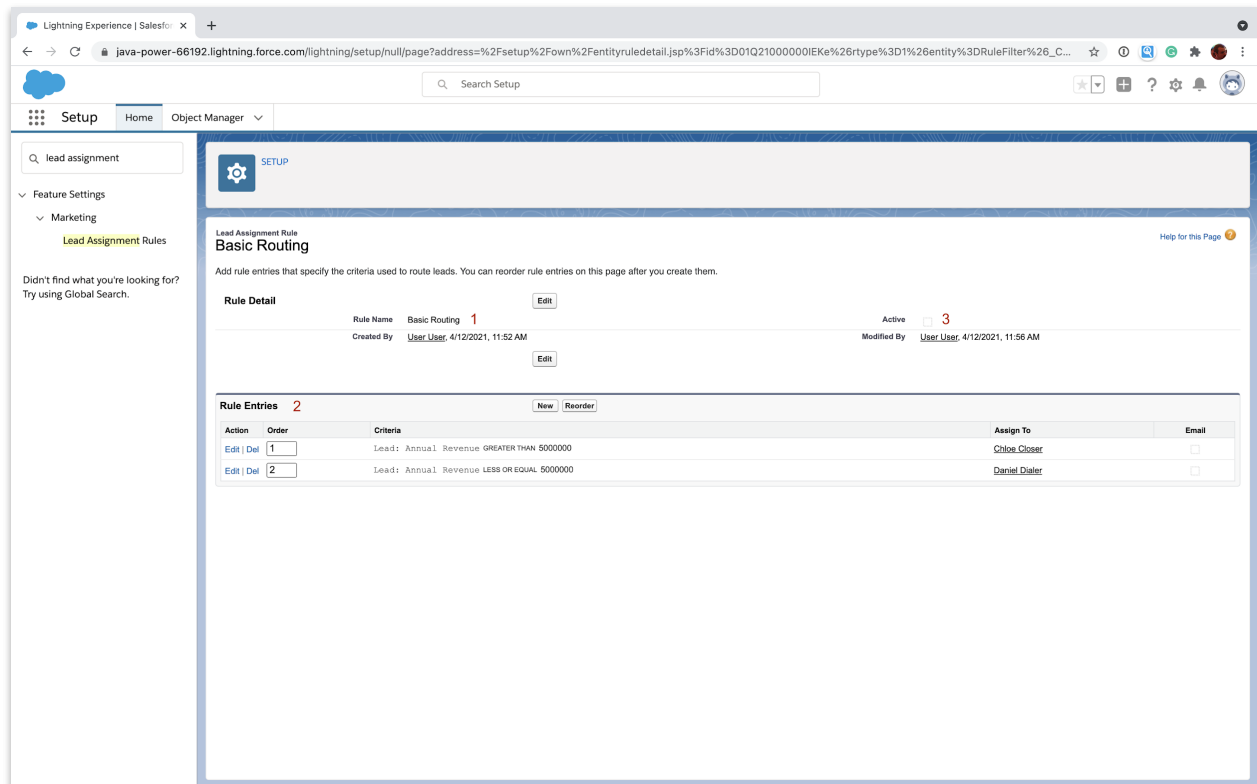 Lightning Experience | Salesfo
java-power-66192.lightning.force.com/lightning/setup/null/page?address=%2Fsetup%2Fown%2Fentityruledetail.jsp%3Fid%3D01Q21000000IEKe%26rtype%3D1%26entity%3DRuleFilter%26_C...
Search Setup
Setup Home Object Manager
lead assignment
SETUP
Feature Settings
Marketing
Lead Assignment Rules
Didn't find what you're looking for?
Try using Global Search.
Lead Assignment Rule
Basic Routing
Help for this Page ?
Add rule entries that specify the criteria used to route leads. You can reorder rule entries on this page after you create them.
Rule Detail Edit
Rule Name Basic Routing 1 Active 3
Created By User User, 4/12/2021, 11:52 AM Modified By User User, 4/12/2021, 11:56 AM
Edit
Rule Entries 2 New Reorder
Action Order Criteria Assign To Email
Edit | Del 1 Lead: Annual Revenue GREATER THAN 5000000 Chloe Closer
Edit | Del 2 Lead: Annual Revenue LESS OR EQUAL 5000000 Daniel Dialer